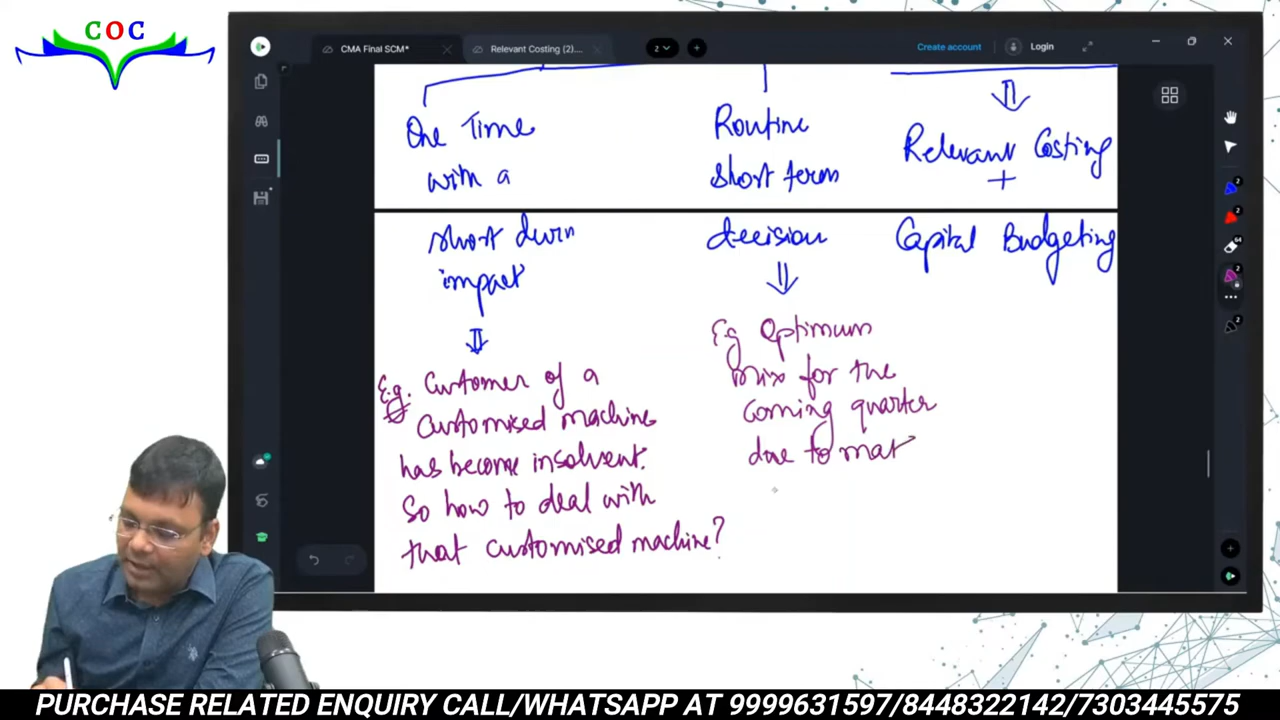 COC
CMA Final SCM*
Relevant Costing (2)....
2
Create account
Login
One Time
with a
short
impact
Routine
short term
decision
Relevant Costing
+
Capital Budgeting
E.g. Customer of a
customised machine
has become insolvent.
So how to deal with
that customised machine?
Eg Optimum
mix for the
coming quarter
due to mat
PURCHASE RELATED ENQUIRY CALL/WHATSAPP AT 9999631597/8448322142/7303445575